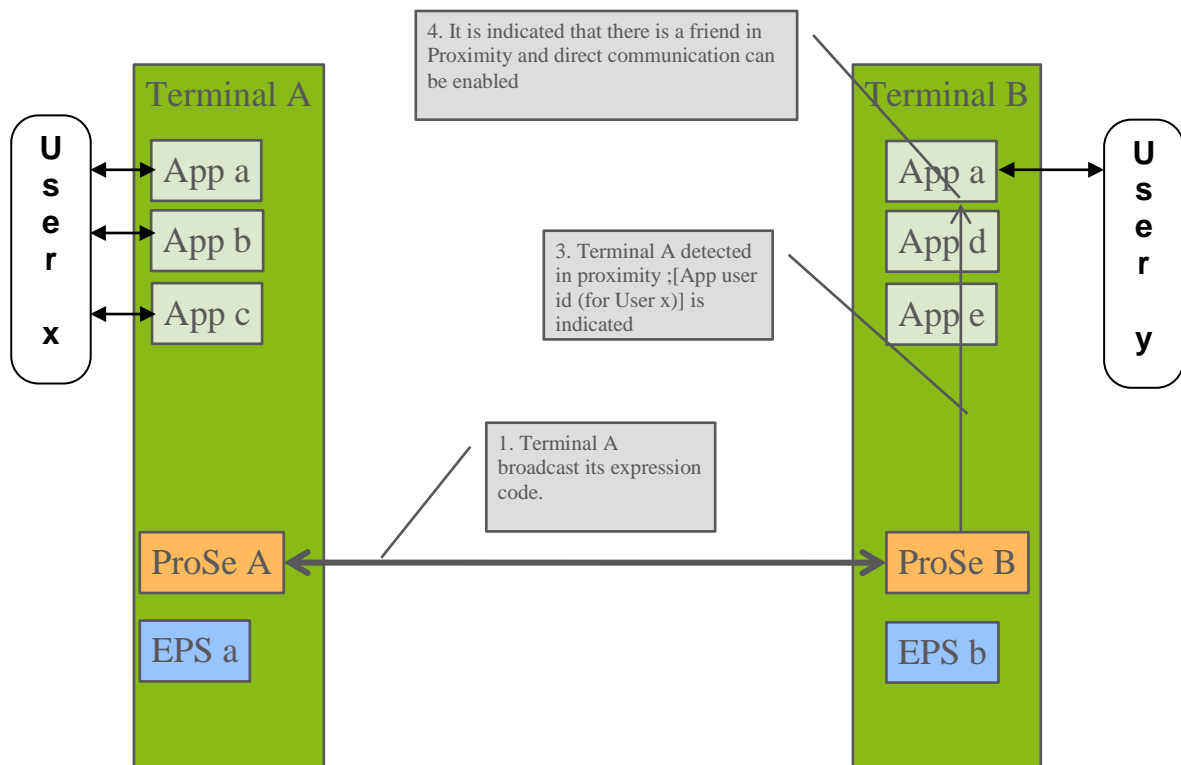 4. It is indicated that there is a friend in
Proximity and direct communication can
be enabled
Terminal A
Terminal B
User x
App a
App b
App c
App a
App d
App e
User y
3. Terminal A detected
in proximity ;[App user
id (for User x)] is
indicated
1. Terminal A
broadcast its expression
code.
ProSe A
ProSe B
EPS a
EPS b